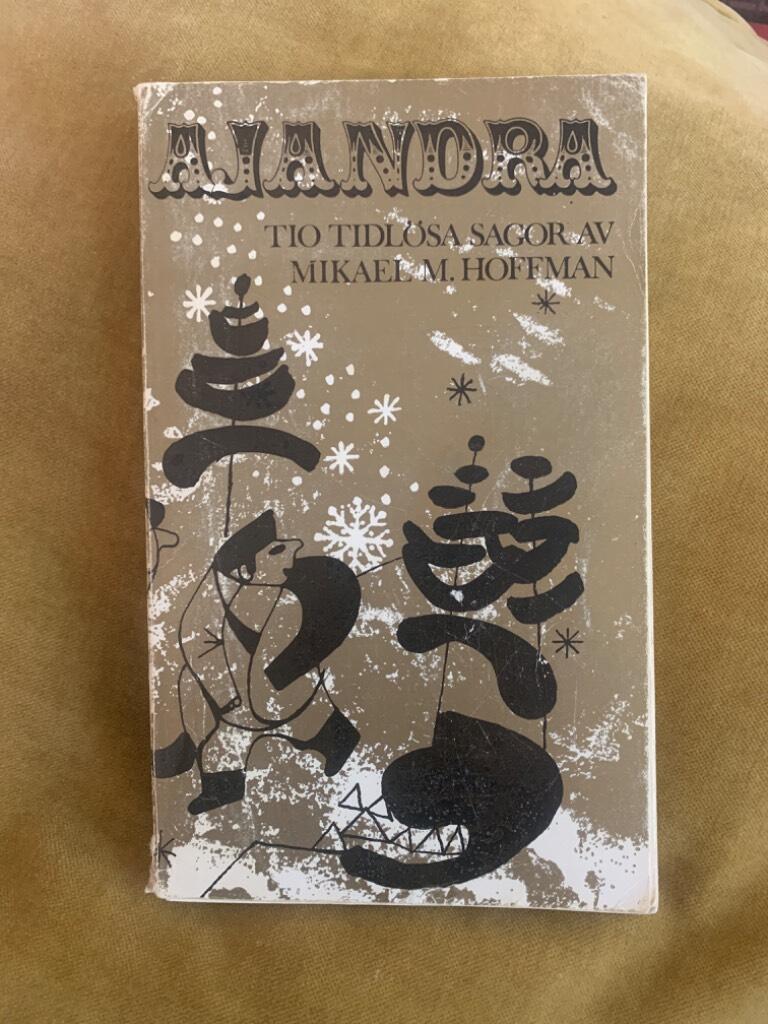 AJANDRA
TIO TIDLÖSA SAGOR AV
MIKAEL M. HOFFMAN